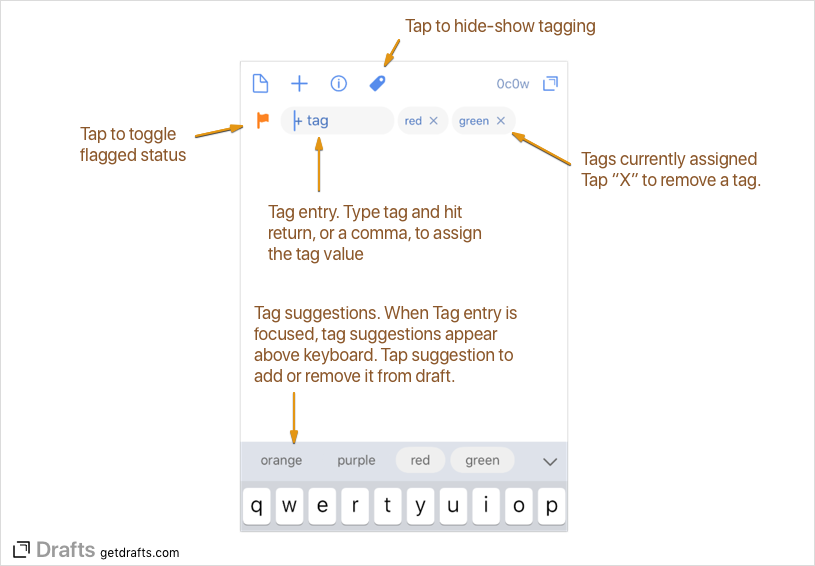 Tap to hide-show tagging
0c0w
+ tag
red ×
green ×
Tap to toggle
flagged status
Tags currently assigned
Tap “X” to remove a tag.
Tag entry. Type tag and hit
return, or a comma, to assign
the tag value
Tag suggestions. When Tag entry is
focused, tag suggestions appear
above keyboard. Tap suggestion to
add or remove it from draft.
orange purple red green
q w e r t y u i o p
Drafts getdrafts.com